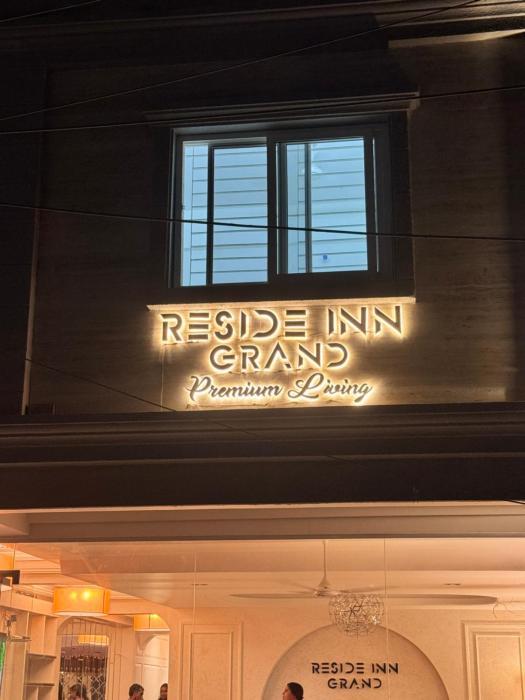 RESIDE INN
GRAND
Premium Living
RESIDE INN
GRAND